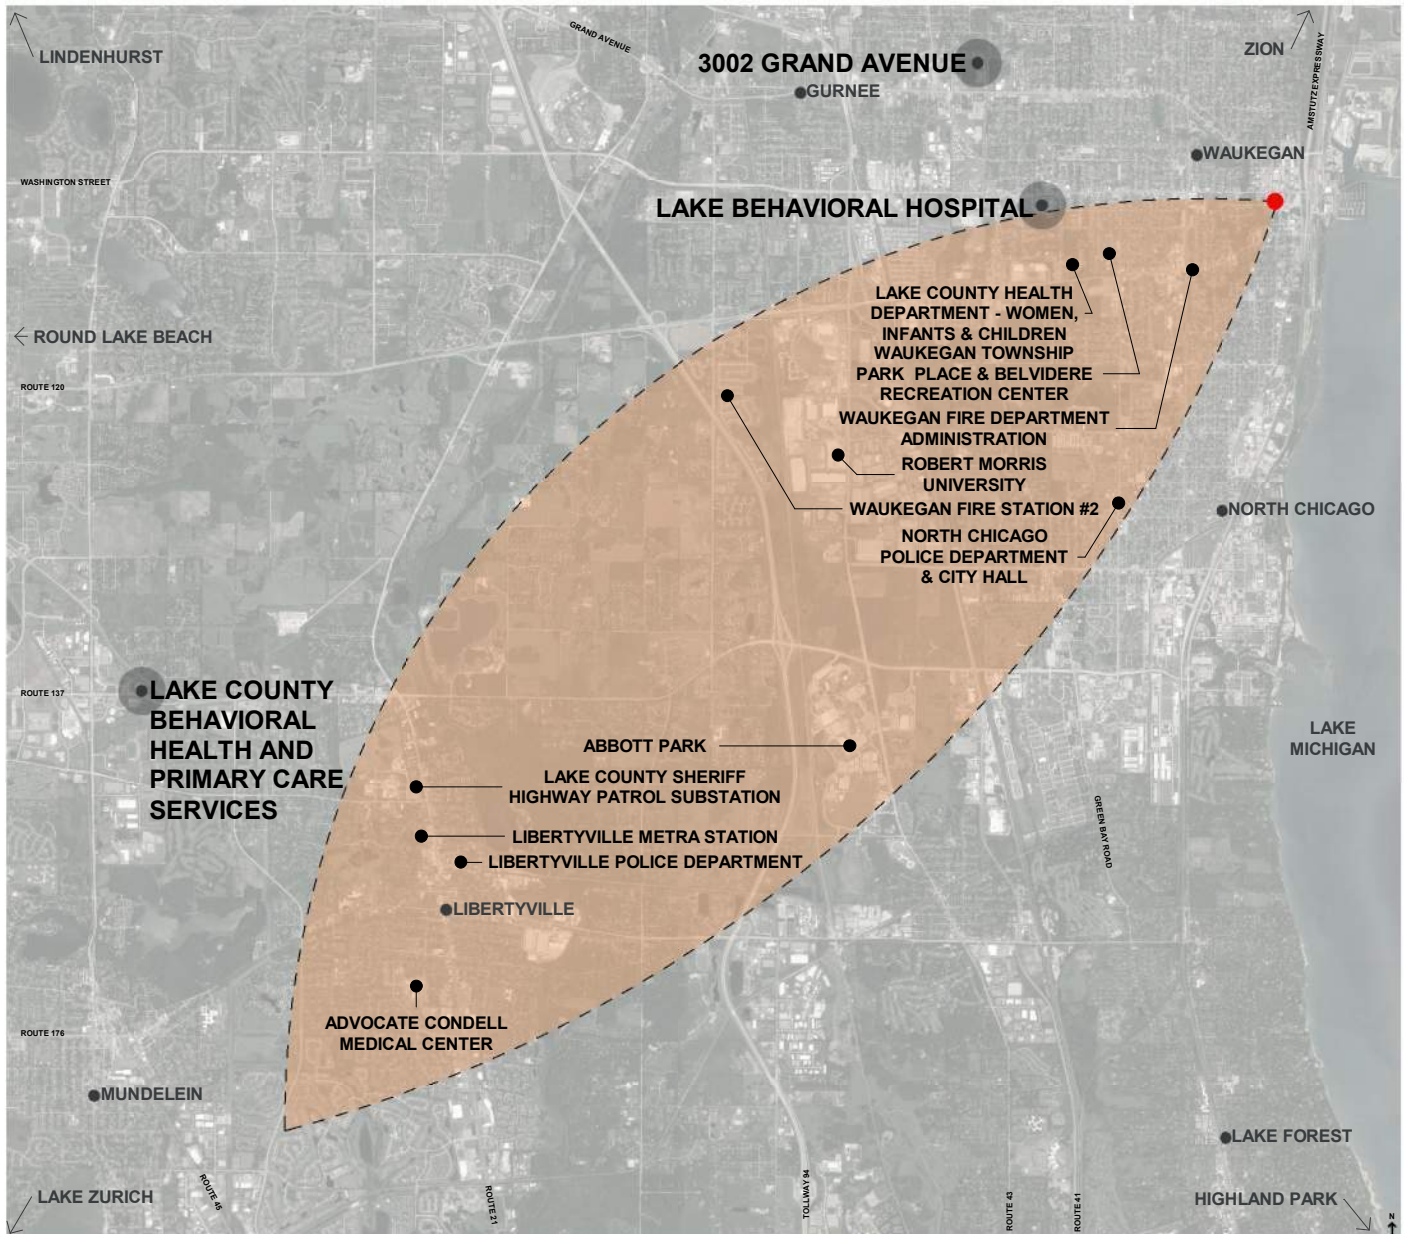 GRAND AVENUE
LINDENHURST
3002 GRAND AVENUE
ZION
AMSTUTZ EXPRESSWAY
GURNEE
WAUKEGAN
WASHINGTON STREET
LAKE BEHAVIORAL HOSPITAL
LAKE COUNTY HEALTH
DEPARTMENT - WOMEN,
INFANTS & CHILDREN
ROUND LAKE BEACH
WAUKEGAN TOWNSHIP
PARK PLACE & BELVIDERE
RECREATION CENTER
ROUTE 120
WAUKEGAN FIRE DEPARTMENT
ADMINISTRATION
ROBERT MORRIS
UNIVERSITY
WAUKEGAN FIRE STATION #2
NORTH CHICAGO
NORTH CHICAGO
POLICE DEPARTMENT
& CITY HALL
ROUTE 137
LAKE COUNTY
BEHAVIORAL
HEALTH AND
PRIMARY CARE
SERVICES
LAKE
MICHIGAN
ABBOTT PARK
LAKE COUNTY SHERIFF
HIGHWAY PATROL SUBSTATION
GREEN BAY ROAD
LIBERTYVILLE METRA STATION
LIBERTYVILLE POLICE DEPARTMENT
LIBERTYVILLE
ADVOCATE CONDELL
MEDICAL CENTER
ROUTE 176
MUNDELEIN
LAKE FOREST
LAKE ZURICH
ROUTE 45
ROUTE 21
TOLLWAY 94
ROUTE 43
ROUTE 41
HIGHLAND PARK
N